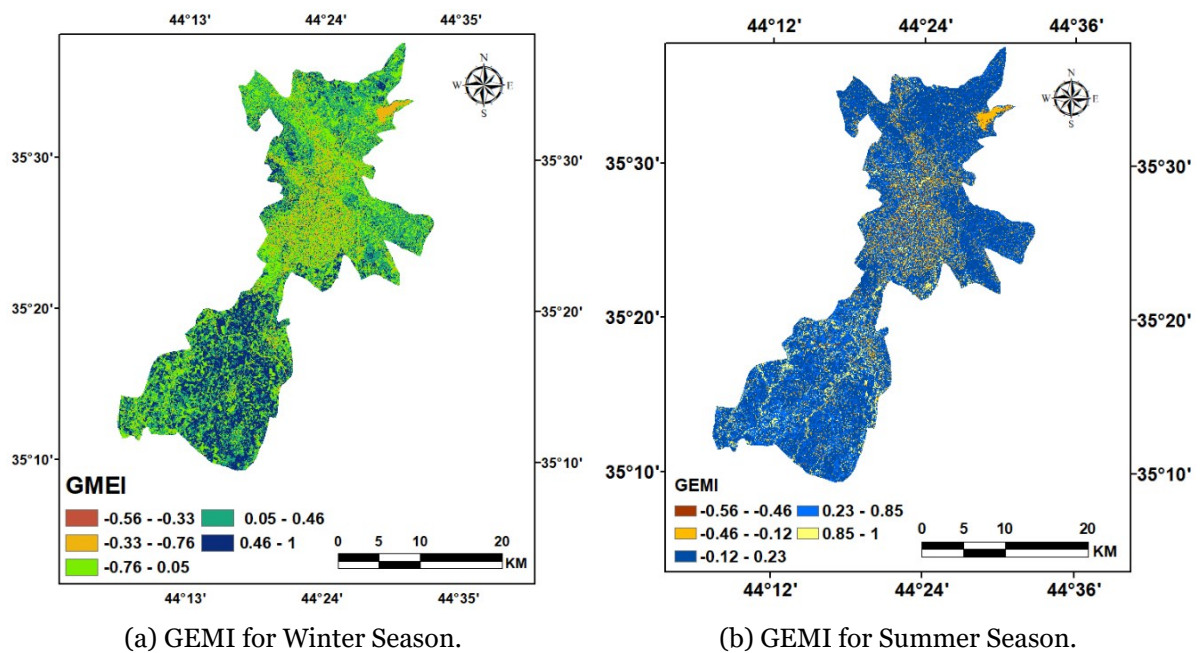 44°13' 44°24' 44°35'
N
W E
S
35°30' 35°30'
35°20' 35°20'
35°10' 35°10'
GMEI
-0.56 - -0.33 0.05 - 0.46
-0.33 - -0.76 0.46 - 1
-0.76 - 0.05
0 5 10 20
KM
44°13' 44°24' 44°35'
(a) GEMI for Winter Season.
44°12' 44°24' 44°36'
N
W E
S
35°30' 35°30'
35°20' 35°20'
35°10' 35°10'
GEMI
-0.56 - -0.46 0.23 - 0.85
-0.46 - -0.12 0.85 - 1
-0.12 - 0.23
0 5 10 20
KM
44°12' 44°24' 44°36'
(b) GEMI for Summer Season.